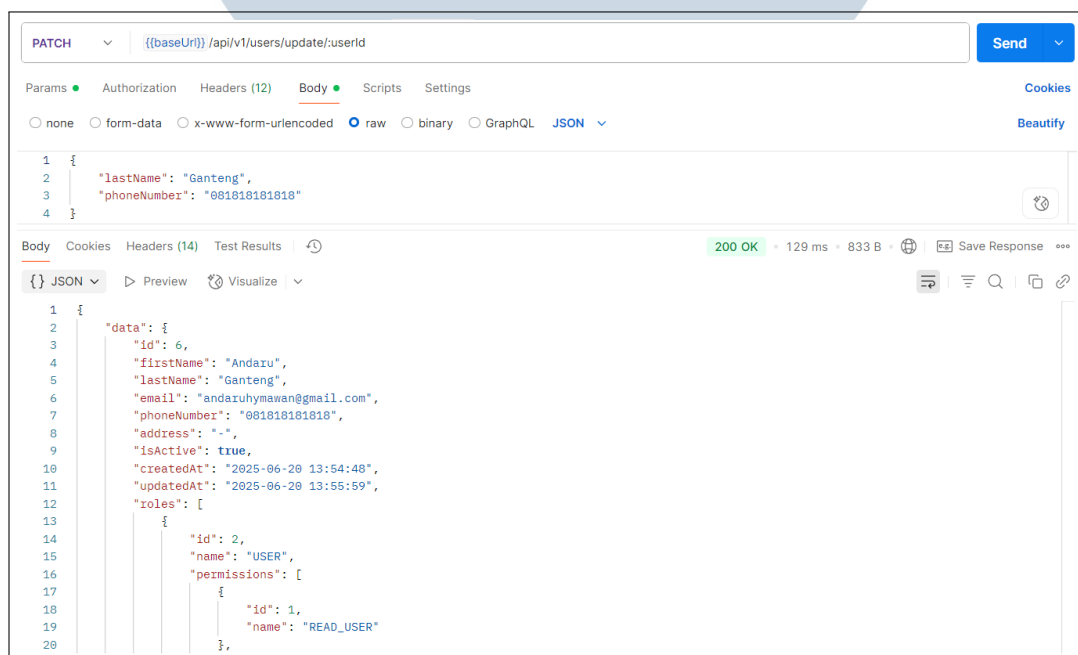 PATCH {{baseUrl}} /api/v1/users/update/:userId Send
Params Authorization Headers (12) Body Scripts Settings Cookies
none form-data x-www-form-urlencoded raw binary GraphQL JSON Beautify
1 {
2 "lastName": "Ganteng",
3 "phoneNumber": "081818181818"
4 }
Body Cookies Headers (14) Test Results 200 OK 129 ms 833 B e.g. Save Response
{} JSON Preview Visualize
1 {
2 "data": {
3 "id": 6,
4 "firstName": "Andaru",
5 "lastName": "Ganteng",
6 "email": "andaruhymawan@gmail.com",
7 "phoneNumber": "081818181818",
8 "address": "-",
9 "isActive": true,
10 "createdAt": "2025-06-20 13:54:48",
11 "updatedAt": "2025-06-20 13:55:59",
12 "roles": [
13 {
14 "id": 2,
15 "name": "USER",
16 "permissions": [
17 {
18 "id": 1,
19 "name": "READ_USER"
20 },